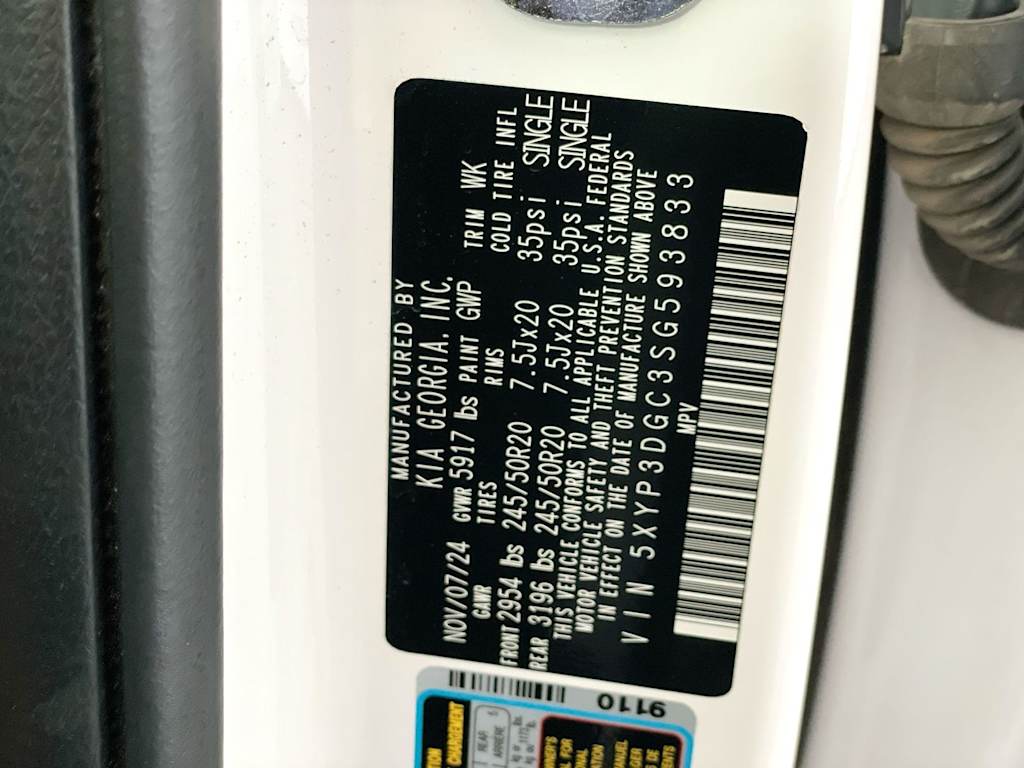 MANUFACTURED BY
KIA GEORGIA, INC.
NOV/07/24 GVWR 5917 lbs PAINT GWP TRIM WK
GAWR TIRES RIMS COLD TIRE INFL
FRONT 2954 lbs 245/50R20 7.5Jx20 35psi SINGLE
REAR 3196 lbs 245/50R20 7.5Jx20 35psi SINGLE
THIS VEHICLE CONFORMS TO ALL APPLICABLE U.S.A. FEDERAL
MOTOR VEHICLE SAFETY AND THEFT PREVENTION STANDARDS
IN EFFECT ON THE DATE OF MANUFACTURE SHOWN ABOVE
VIN 5XYP3DGC3SG593833
MPV
9110
CHARGEMENT
REAR
ARRIÈRE